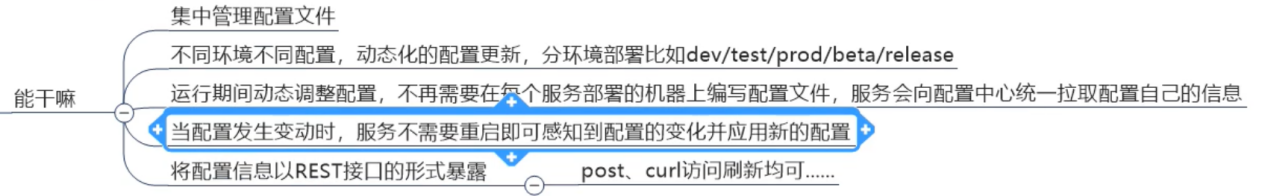 集中管理配置文件
不同环境不同配置，动态化的配置更新，分环境部署比如dev/test/prod/beta/release
能干嘛
运行期间动态调整配置，不再需要在每个服务部署的机器上编写配置文件，服务会向配置中心统一拉取配置自己的信息
当配置发生变动时，服务不需要重启即可感知到配置的变化并应用新的配置
将配置信息以REST接口的形式暴露
post、curl访问刷新均可......